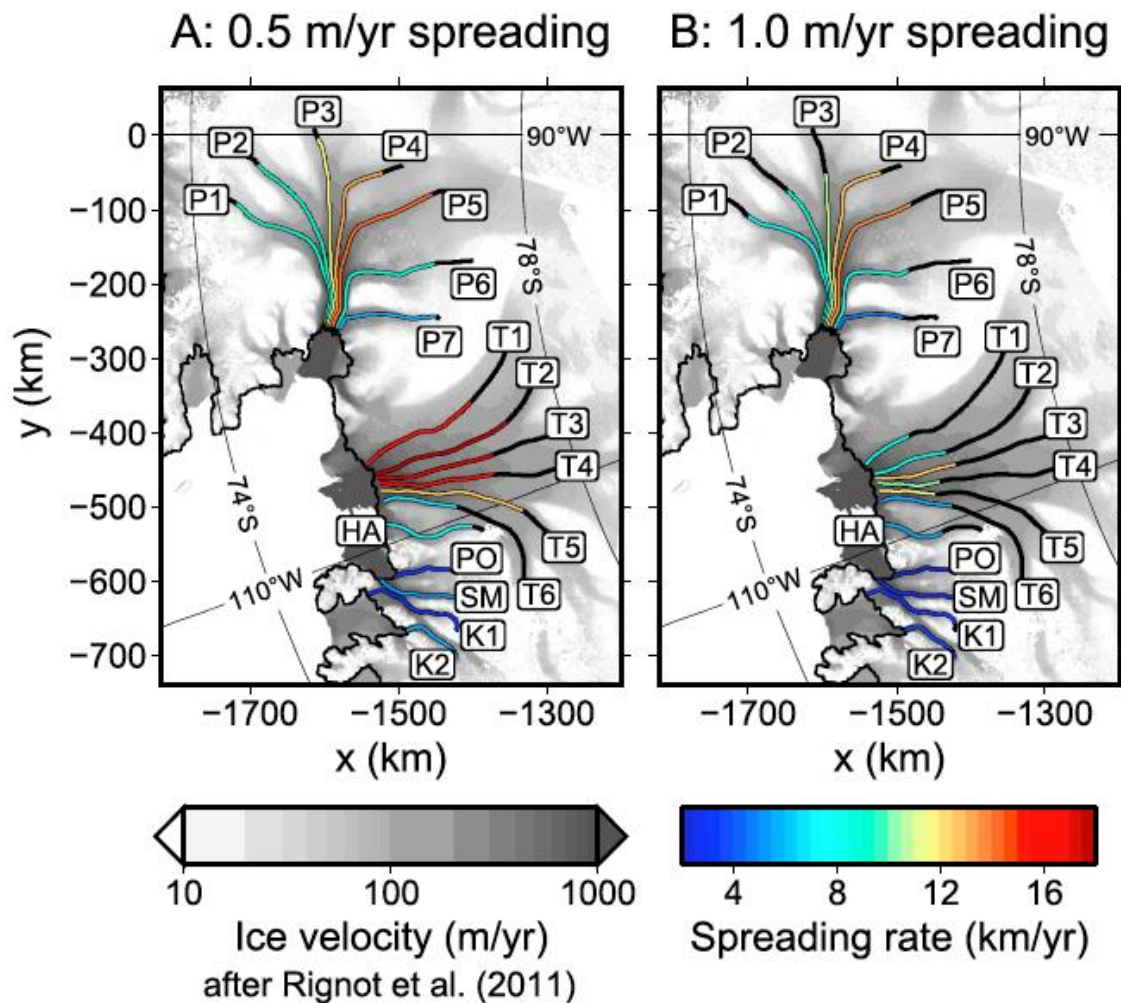 A: 0.5 m/yr spreading
B: 1.0 m/yr spreading
P3
P2
P4
P1
P5
P6
P7
T1
T2
T3
T4
T5
T6
HA
PO
SM
K1
K2
90°W
78°S
74°S
110°W
P3
P2
P4
P1
P5
P6
P7
T1
T2
T3
T4
T5
T6
HA
PO
SM
K1
K2
90°W
78°S
74°S
110°W
0
−100
−200
−300
−400
−500
−600
−700
y (km)
−1700 −1500 −1300
−1700 −1500 −1300
x (km)
x (km)
10 100 1000
Ice velocity (m/yr)
after Rignot et al. (2011)
4 8 12 16
Spreading rate (km/yr)